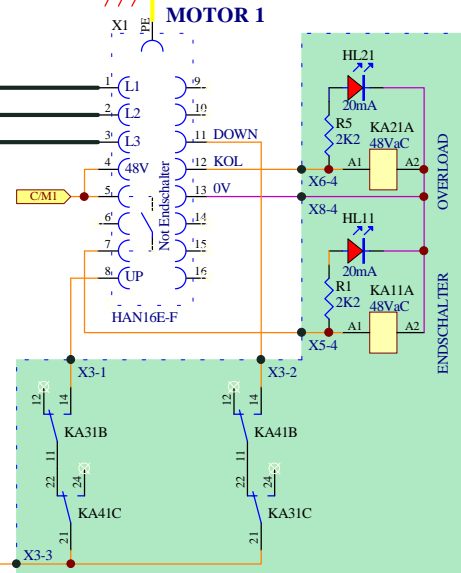 MOTOR 1
X1
PE
HL21
1 L1 9
20mA
2 L2 10
R5
2K2
KA21A
48VaC
3 L3 11 DOWN
4 48V 12 KOL
A1 A2
X6-4
OVERLOAD
C/M1
5 13 0V
X8-4
Not Endschalter
6 14
HL11
7 15
20mA
8 UP 16
R1
2K2
KA11A
48VaC
HAN16E-F
A1 A2
X5-4
ENDSCHALTER
X3-1
X3-2
12 14
12 14
KA31B
KA41B
11
11
22 24
22 24
KA41C
KA31C
21
21
X3-3